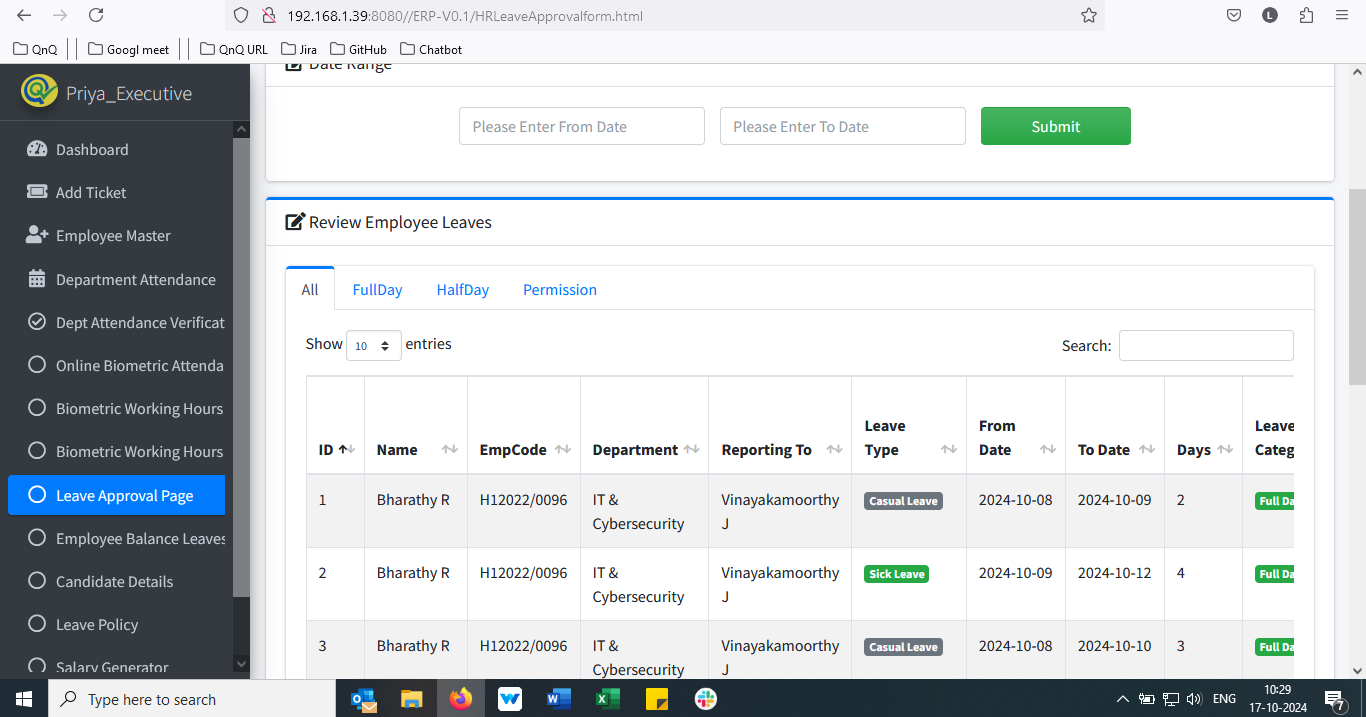 192.168.1.39:8080//ERP-V0.1/HRLeaveApprovalform.html
L
QnQ
Googl meet
QnQ URL
Jira
GitHub
Chatbot
Priya_Executive
Dashboard
Add Ticket
Employee Master
Department Attendance
Dept Attendance Verificat
Online Biometric Attenda
Biometric Working Hours
Biometric Working Hours
Leave Approval Page
Employee Balance Leaves
Candidate Details
Leave Policy
Salary Generator
Date Range
Please Enter From Date
Please Enter To Date
Submit
Review Employee Leaves
All
FullDay
HalfDay
Permission
Show 10 entries
Search:
ID
Name
EmpCode
Department
Reporting To
Leave
Type
From
Date
To Date
Days
Leave
Categ
1
Bharathy R
H12022/0096
IT &
Cybersecurity
Vinayakamoorthy
J
Casual Leave
2024-10-08
2024-10-09
2
Full Da
2
Bharathy R
H12022/0096
IT &
Cybersecurity
Vinayakamoorthy
J
Sick Leave
2024-10-09
2024-10-12
4
Full Da
3
Bharathy R
H12022/0096
IT &
Cybersecurity
Vinayakamoorthy
J
Casual Leave
2024-10-08
2024-10-10
3
Full Da
Type here to search
ENG
10:29
17-10-2024
7